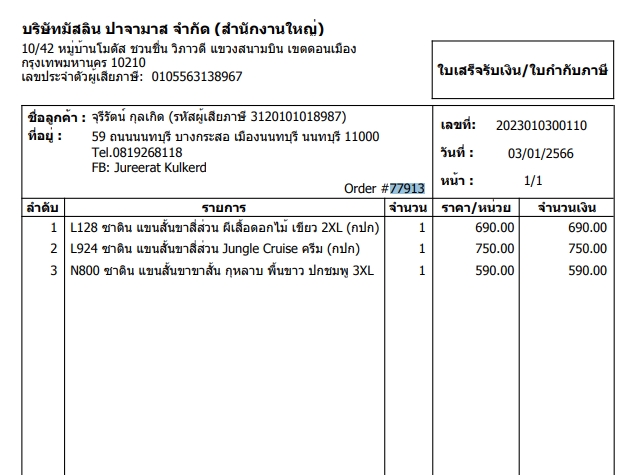 บริษัทมัสลิน ปาจามาส จำกัด (สำนักงานใหญ่)
10/42 หมู่บ้านโมดัส ชวนชื่น วิภาวดี แขวงสนามบิน เขตดอนเมือง
กรุงเทพมหานคร 10210
เลขประจำตัวผู้เสียภาษี: 0105563138967
ใบเสร็จรับเงิน/ใบกำกับภาษี
ชื่อลูกค้า : จุรีรัตน์ กุลเกิด (รหัสผู้เสียภาษี 3120101018987)
ที่อยู่ : 59 ถนนนนทบุรี บางกระสอ เมืองนนทบุรี นนทบุรี 11000
Tel.0819268118
FB: Jureerat Kulkerd
Order #77913
เลขที่: 2023010300110
วันที่ : 03/01/2566
หน้า : 1/1
ลำดับ รายการ จำนวน ราคา/หน่วย จำนวนเงิน
1 L128 ซาติน แขนสั้นขาสี่ส่วน ผีเสื้อดอกไม้ เขียว 2XL (กปก) 1 690.00 690.00
2 L924 ซาติน แขนสั้นขาสี่ส่วน Jungle Cruise ครีม (กปก) 1 750.00 750.00
3 N800 ซาติน แขนสั้นขาขาสั้น กุหลาบ พื้นขาว ปกชมพู 3XL 1 590.00 590.00